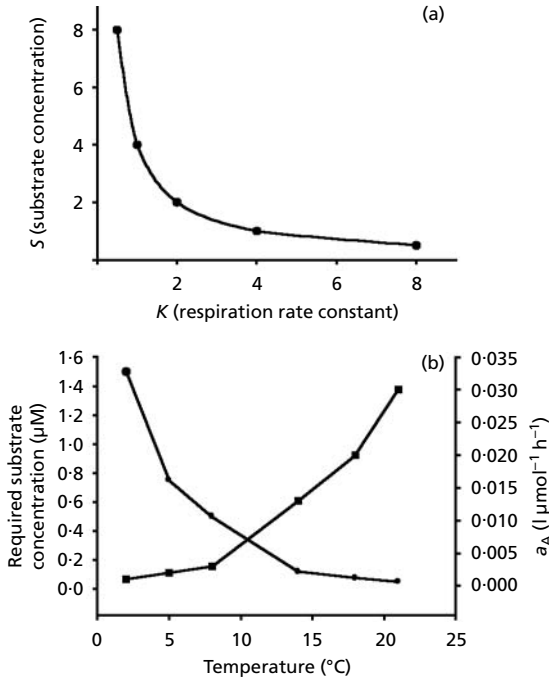 (a)
8
6
4
2
S (substrate concentration)
2 4 6 8
K (respiration rate constant)
(b)
1·6
1·4
1·2
1·0
0·8
0·6
0·4
0·2
0·0
Required substrate
concentration (μM)
0·035
0·030
0·025
0·020
0·015
0·010
0·005
0·000
aA (l μmol⁻¹ h⁻¹)
0 5 10 15 20 25
Temperature (°C)